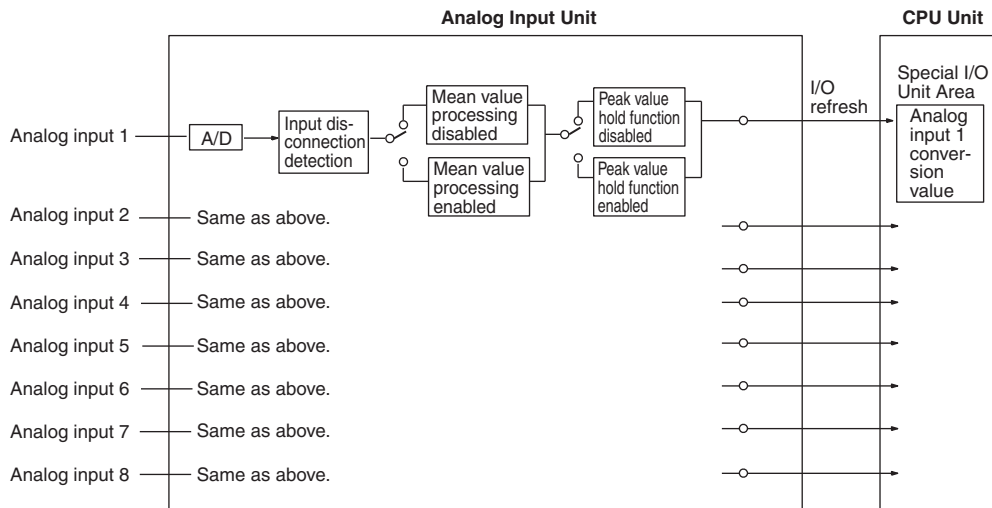 Analog Input Unit
CPU Unit
Analog input 1
A/D
Input dis-
connection
detection
Mean value
processing
disabled
Mean value
processing
enabled
Peak value
hold function
disabled
Peak value
hold function
enabled
I/O
refresh
Special I/O
Unit Area
Analog
input 1
conver-
sion
value
Analog input 2
Same as above.
Analog input 3
Same as above.
Analog input 4
Same as above.
Analog input 5
Same as above.
Analog input 6
Same as above.
Analog input 7
Same as above.
Analog input 8
Same as above.